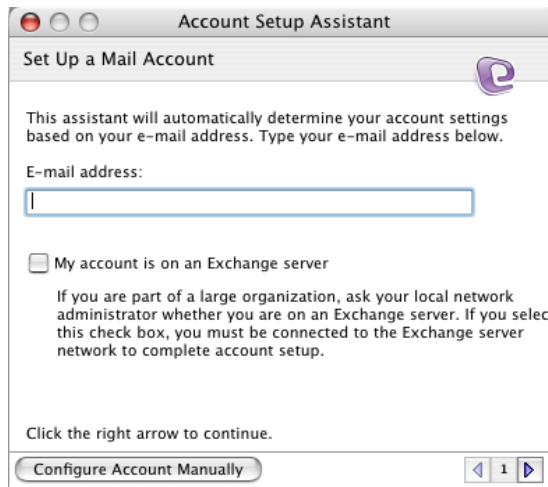 Account Setup Assistant
Set Up a Mail Account
This assistant will automatically determine your account settings
based on your e-mail address. Type your e-mail address below.
E-mail address:
My account is on an Exchange server
If you are part of a large organization, ask your local network
administrator whether you are on an Exchange server. If you selec
this check box, you must be connected to the Exchange server
network to complete account setup.
Click the right arrow to continue.
Configure Account Manually
1